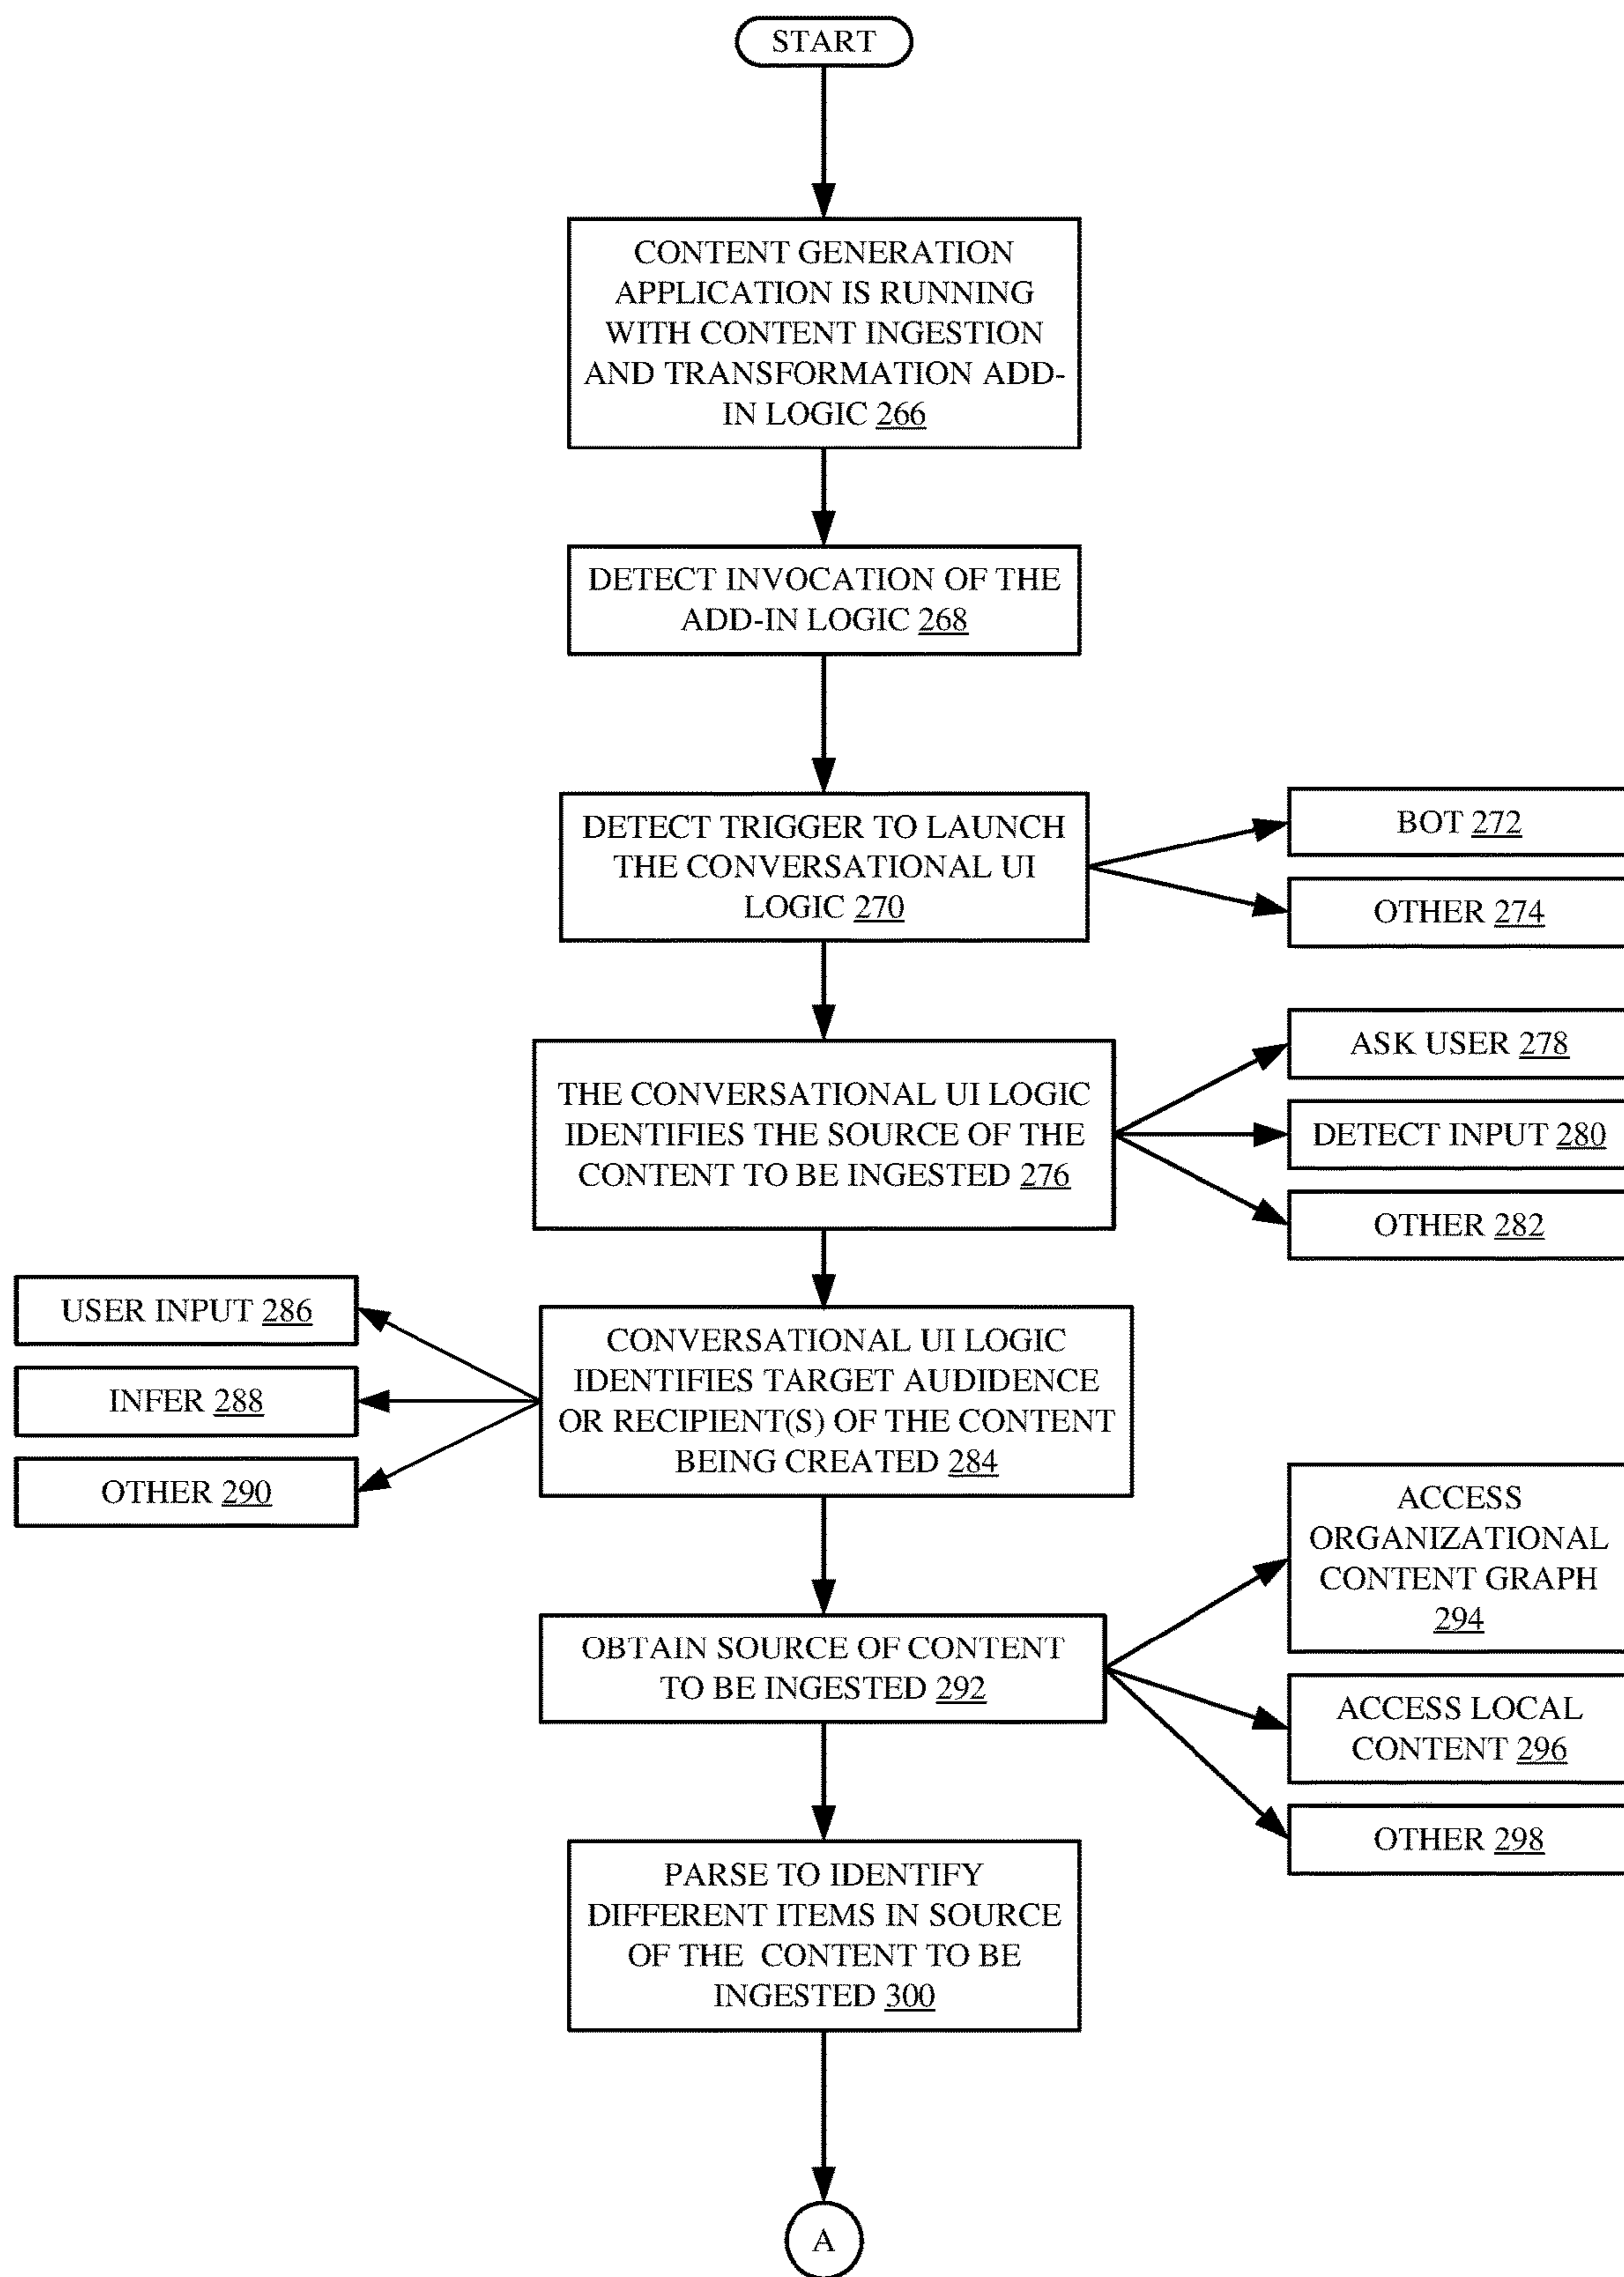 START
CONTENT GENERATION
APPLICATION IS RUNNING
WITH CONTENT INGESTION
AND TRANSFORMATION ADD-
IN LOGIC 266
DETECT INVOCATION OF THE
ADD-IN LOGIC 268
DETECT TRIGGER TO LAUNCH
THE CONVERSATIONAL UI
LOGIC 270
BOT 272
OTHER 274
THE CONVERSATIONAL UI LOGIC
IDENTIFIES THE SOURCE OF THE
CONTENT TO BE INGESTED 276
ASK USER 278
DETECT INPUT 280
OTHER 282
CONVERSATIONAL UI LOGIC
IDENTIFIES TARGET AUDIDENCE
OR RECIPIENT(S) OF THE CONTENT
BEING CREATED 284
USER INPUT 286
INFER 288
OTHER 290
OBTAIN SOURCE OF CONTENT
TO BE INGESTED 292
ACCESS
ORGANIZATIONAL
CONTENT GRAPH
294
ACCESS LOCAL
CONTENT 296
OTHER 298
PARSE TO IDENTIFY
DIFFERENT ITEMS IN SOURCE
OF THE CONTENT TO BE
INGESTED 300
A